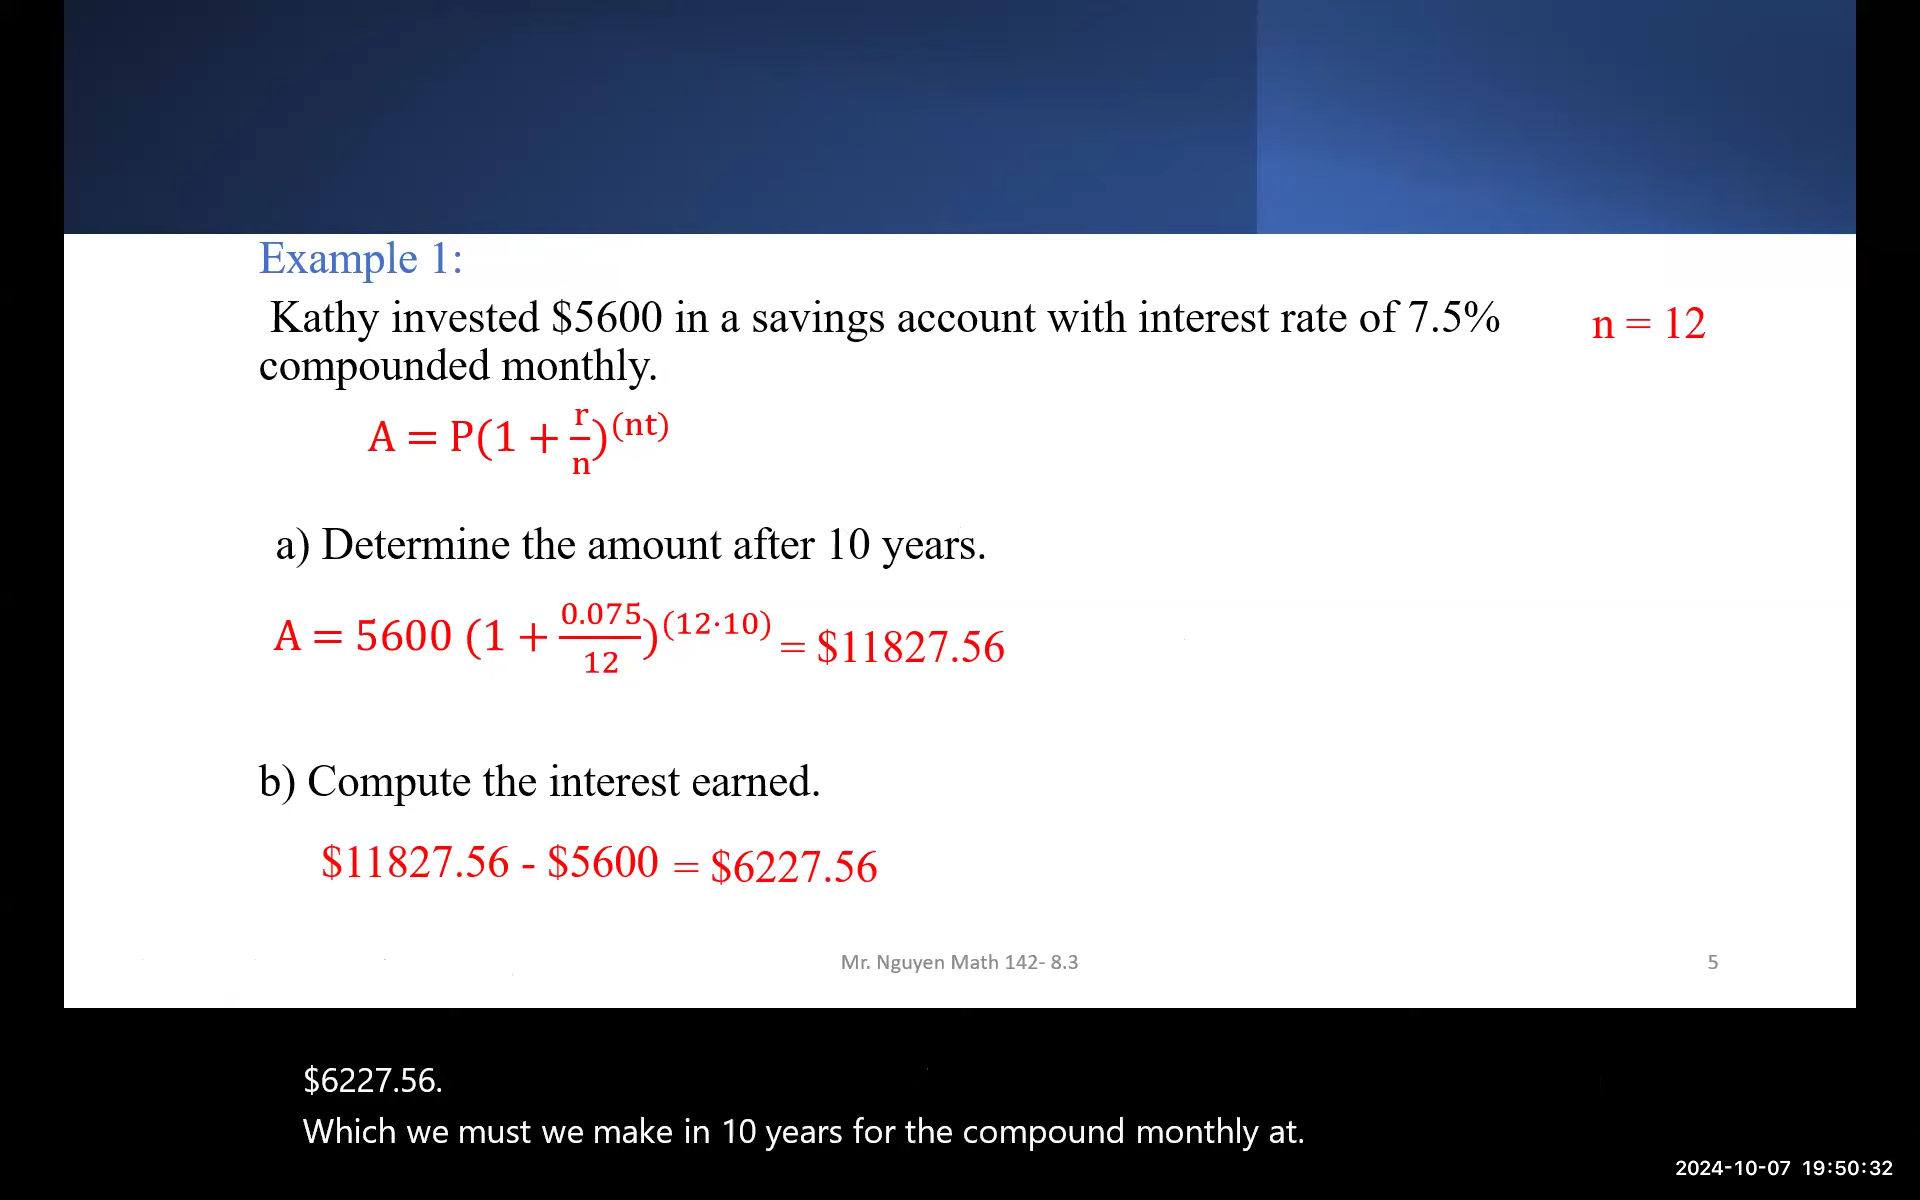 Example 1:
Kathy invested $5600 in a savings account with interest rate of 7.5%
n = 12
compounded monthly.
A = P(1 + r/n)^(nt)
a) Determine the amount after 10 years.
A = 5600 (1 + 0.075/12)^(12·10) = $11827.56
b) Compute the interest earned.
$11827.56 - $5600 = $6227.56
Mr. Nguyen Math 142- 8.3
5
$6227.56.
Which we must we make in 10 years for the compound monthly at.
2024-10-07 19:50:32